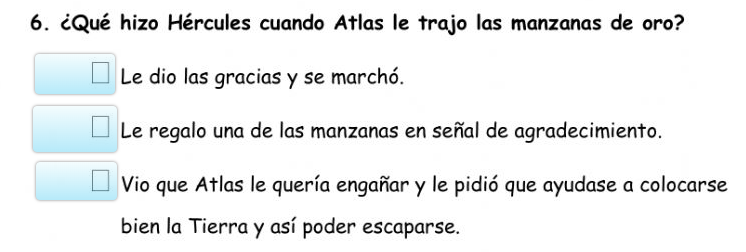 6. ¿Qué hizo Hércules cuando Atlas le trajo las manzanas de oro?
Le dio las gracias y se marchó.
Le regalo una de las manzanas en señal de agradecimiento.
Vio que Atlas le quería engañar y le pidió que ayudase a colocarse
bien la Tierra y así poder escaparse.